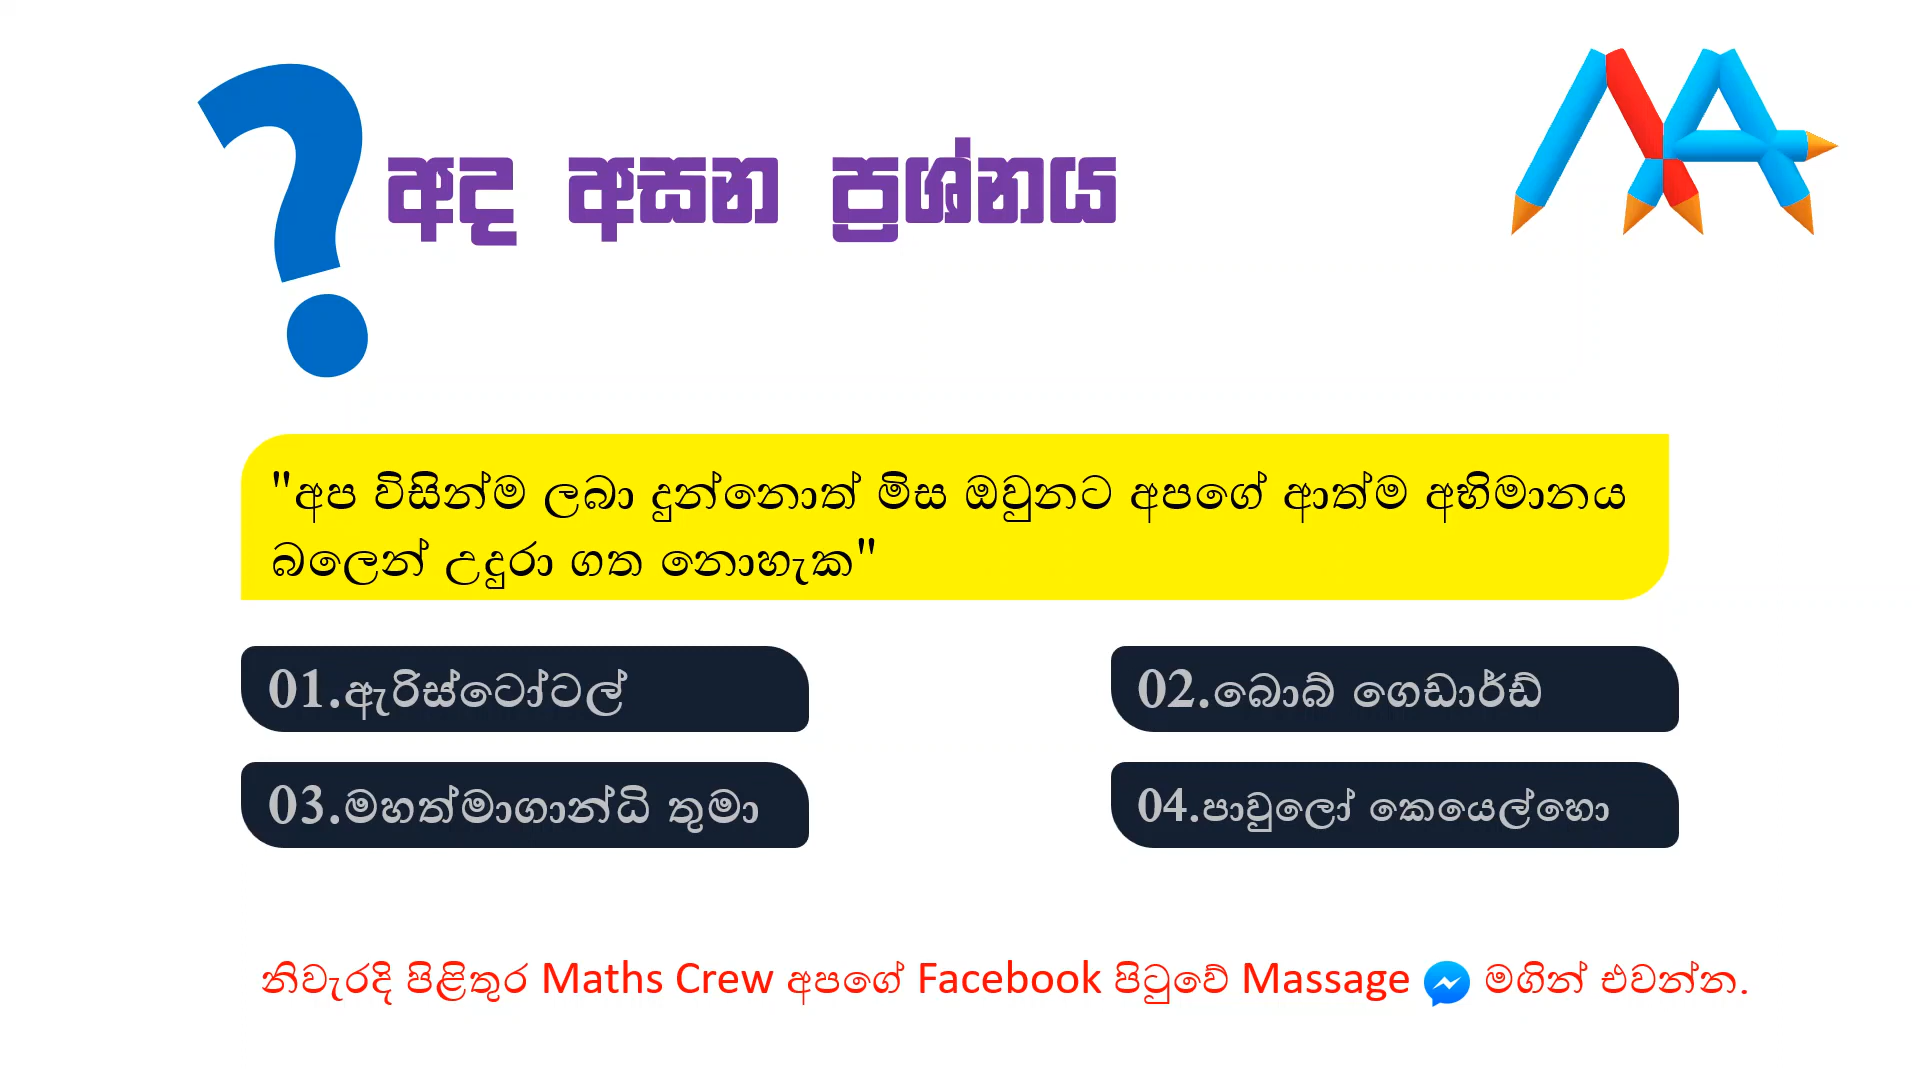 අද අසන ප්‍රශ්නය
"අප විසින්ම ලබා දුන්නොත් මිස ඔවුනට අපගේ ආත්ම අභිමානය
බලෙන් උදුරා ගත නොහැක"
01.ඇරිස්ටෝටල්
02.බොබ් ගෙඩාර්ඩ්
03.මහත්මාගාන්ධි තුමා
04.පාවුලෝ කෙයෙල්හො
නිවැරදි පිළිතුර Maths Crew අපගේ Facebook පිටුවේ Massage මගින් එවන්න.